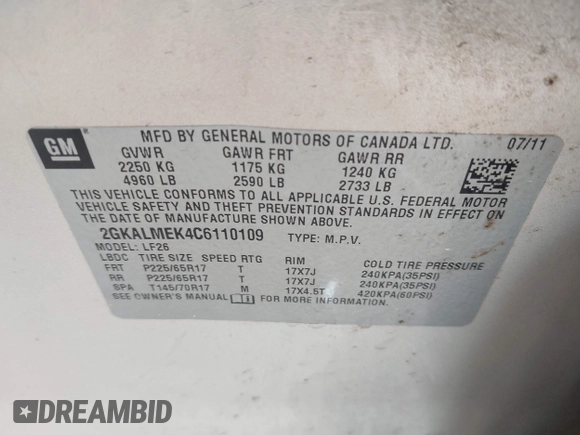 GM ®
MFD BY GENERAL MOTORS OF CANADA LTD. 07/11
GVWR GAWR FRT GAWR RR
2250 KG 1175 KG 1240 KG
4960 LB 2590 LB 2733 LB
THIS VEHICLE CONFORMS TO ALL APPLICABLE U.S. FEDERAL MOTOR
VEHICLE SAFETY AND THEFT PREVENTION STANDARDS IN EFFECT ON
THE DATE OF MANUFACTURE SHOWN ABOVE.
2GKALMEK4C6110109 TYPE: M.P.V.
MODEL: LF26
LBDC TIRE SIZE SPEED RTG RIM COLD TIRE PRESSURE
FRT P225/65R17 T 17X7J 240KPA(35PSI)
RR P225/65R17 T 17X7J 240KPA(35PSI)
SPA T145/70R17 M 17X4.5T 420KPA(60PSI)
SEE OWNER'S MANUAL FOR MORE INFORMATION.
DREAMBID